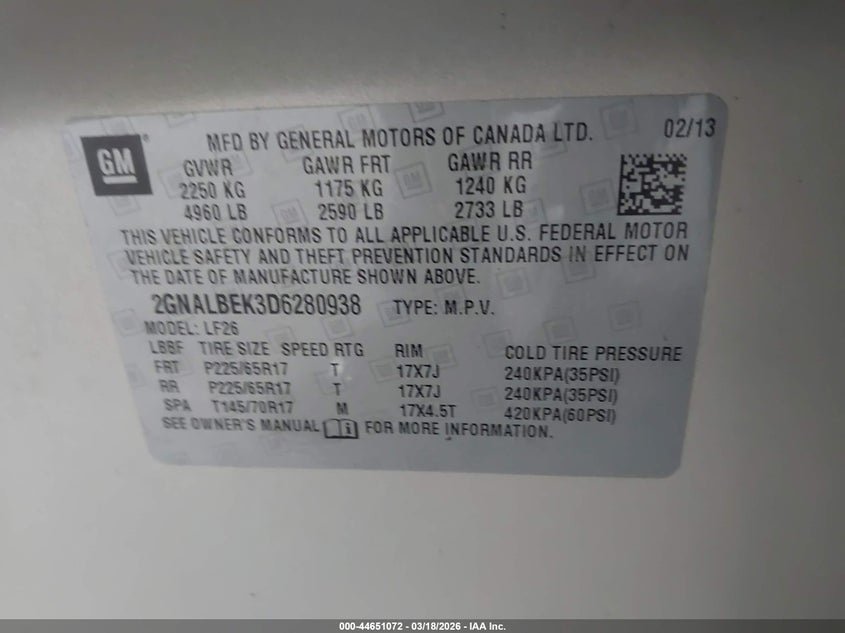 GM ®
MFD BY GENERAL MOTORS OF CANADA LTD. 02/13
GVWR GAWR FRT GAWR RR
2250 KG 1175 KG 1240 KG
4960 LB 2590 LB 2733 LB
THIS VEHICLE CONFORMS TO ALL APPLICABLE U.S. FEDERAL MOTOR
VEHICLE SAFETY AND THEFT PREVENTION STANDARDS IN EFFECT ON
THE DATE OF MANUFACTURE SHOWN ABOVE.
2GNALBEK3D6280938 TYPE: M.P.V.
MODEL: LF26
LBBF TIRE SIZE SPEED RTG RIM COLD TIRE PRESSURE
FRT P225/65R17 T 17X7J 240KPA(35PSI)
RR P225/65R17 T 17X7J 240KPA(35PSI)
SPA T145/70R17 M 17X4.5T 420KPA(60PSI)
SEE OWNER'S MANUAL i FOR MORE INFORMATION.
000-44651072 — 03/18/2026 - IAA Inc.